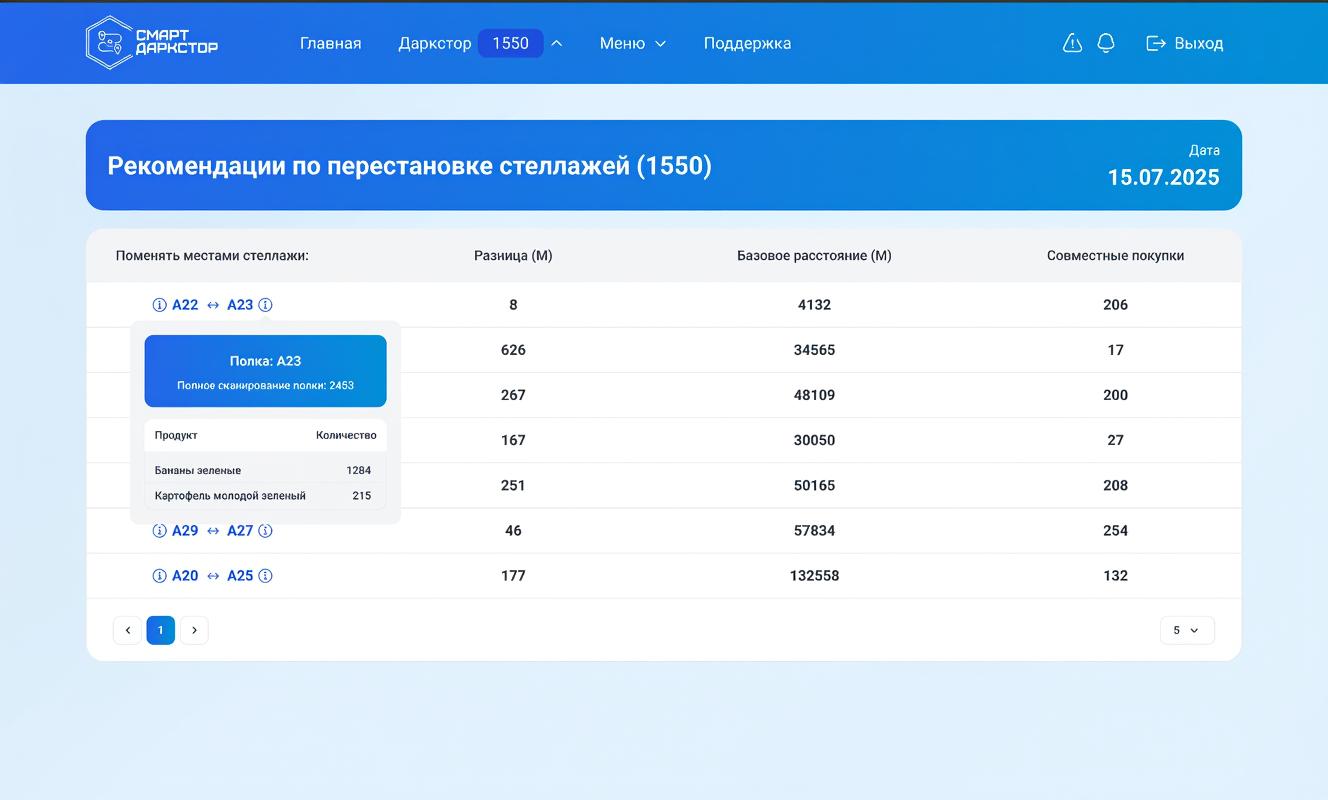 СМАРТ
ДАРКСТОР
Главная Даркстор 1550 Меню Поддержка Выход
Рекомендации по перестановке стеллажей (1550)
Дата
15.07.2025
Поменять местами стеллажи: Разница (М) Базовое расстояние (М) Совместные покупки
A22 ↔ A23 8 4132 206
626 34565 17
Полка: A23
Полное сканирование полки: 2453
267 48109 200
Продукт Количество
167 30050 27
Бананы зеленые 1284
251 50165 208
Картофель молодой зеленый 215
A29 ↔ A27 46 57834 254
A20 ↔ A25 177 132558 132
1 5